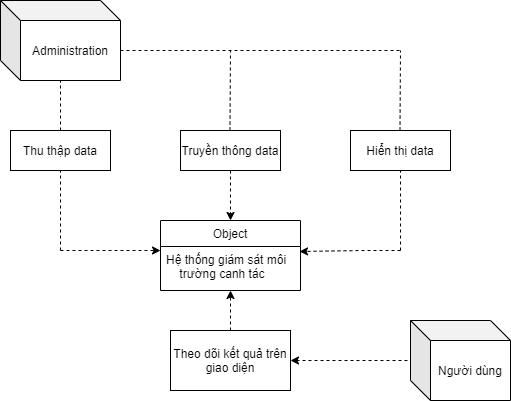 Administration
Thu thập data
Truyền thông data
Hiển thị data
Object
Hệ thống giám sát môi
trường canh tác
Theo dõi kết quả trên
giao diện
Người dùng